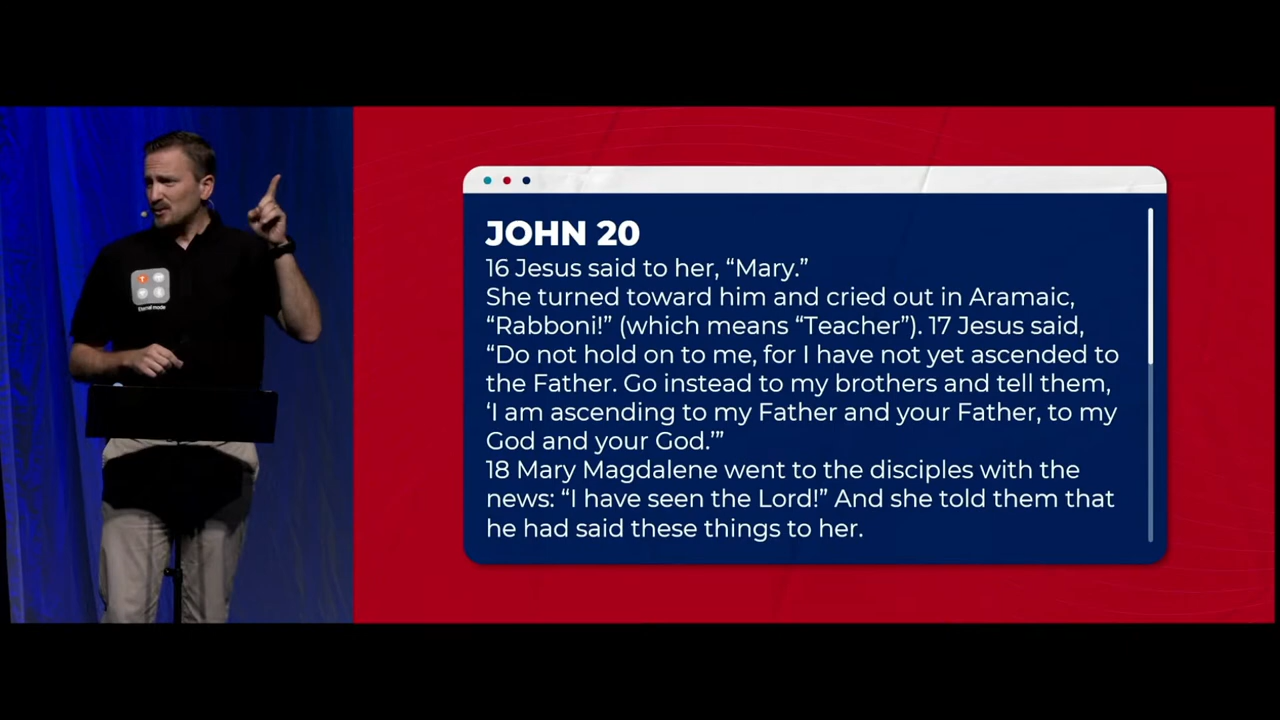 JOHN 20
16 Jesus said to her, “Mary.”
She turned toward him and cried out in Aramaic,
“Rabboni!” (which means “Teacher”). 17 Jesus said,
“Do not hold on to me, for I have not yet ascended to
the Father. Go instead to my brothers and tell them,
‘I am ascending to my Father and your Father, to my
God and your God.’”
18 Mary Magdalene went to the disciples with the
news: “I have seen the Lord!” And she told them that
he had said these things to her.
Eternal mode